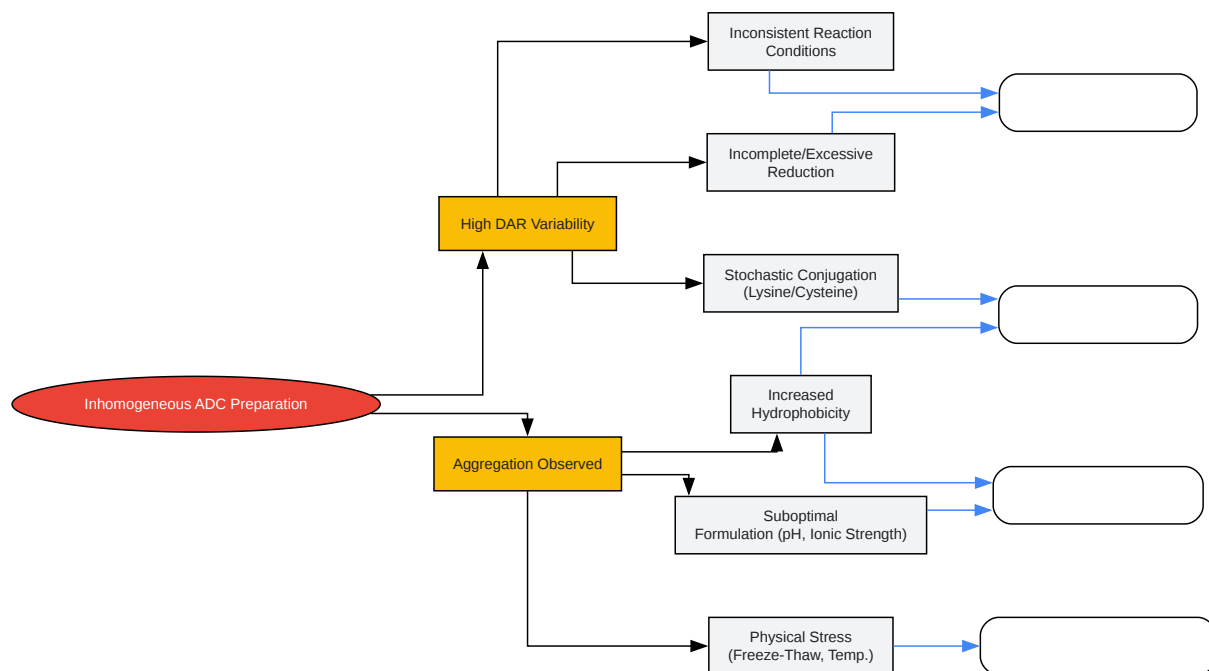 Inconsistent Reaction
Conditions
Incomplete/Excessive
Reduction
High DAR Variability
Stochastic Conjugation
(Lysine/Cysteine)
Inhomogeneous ADC Preparation
Increased
Hydrophobicity
Aggregation Observed
Suboptimal
Formulation (pH, Ionic Strength)
Physical Stress
(Freeze-Thaw, Temp.)